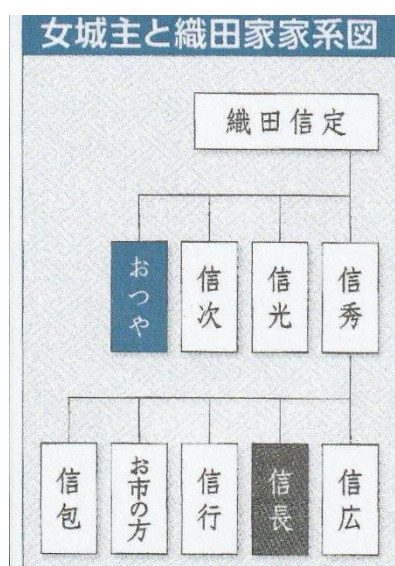 女城主と織田家家系図
織田信定
信秀
信光
信次
おつや
信広
信長
信行
お市の方
信包